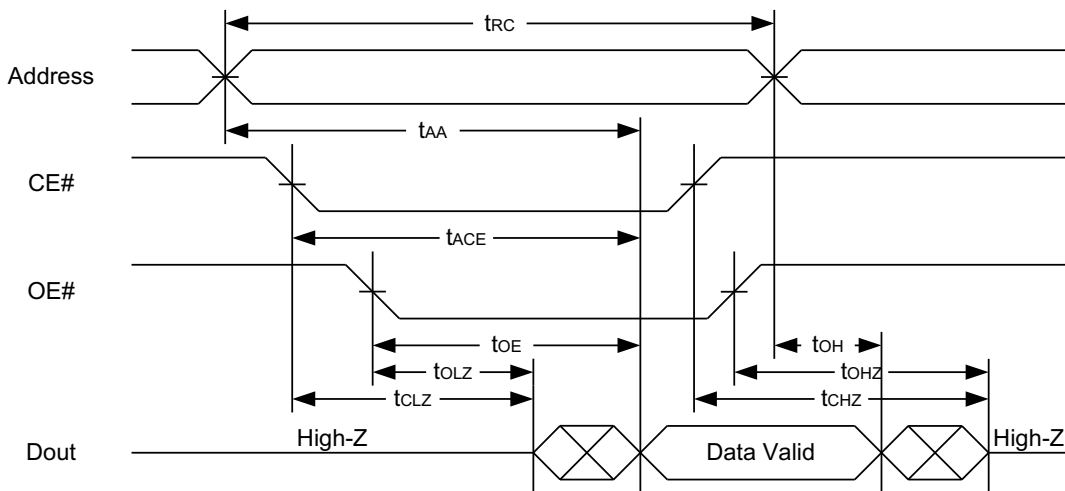 tRC
Address
tAA
CE#
tACE
OE#
tOE
tOH
tOLZ
tOHZ
tCLZ
tCHZ
High-Z
Data Valid
High-Z
Dout